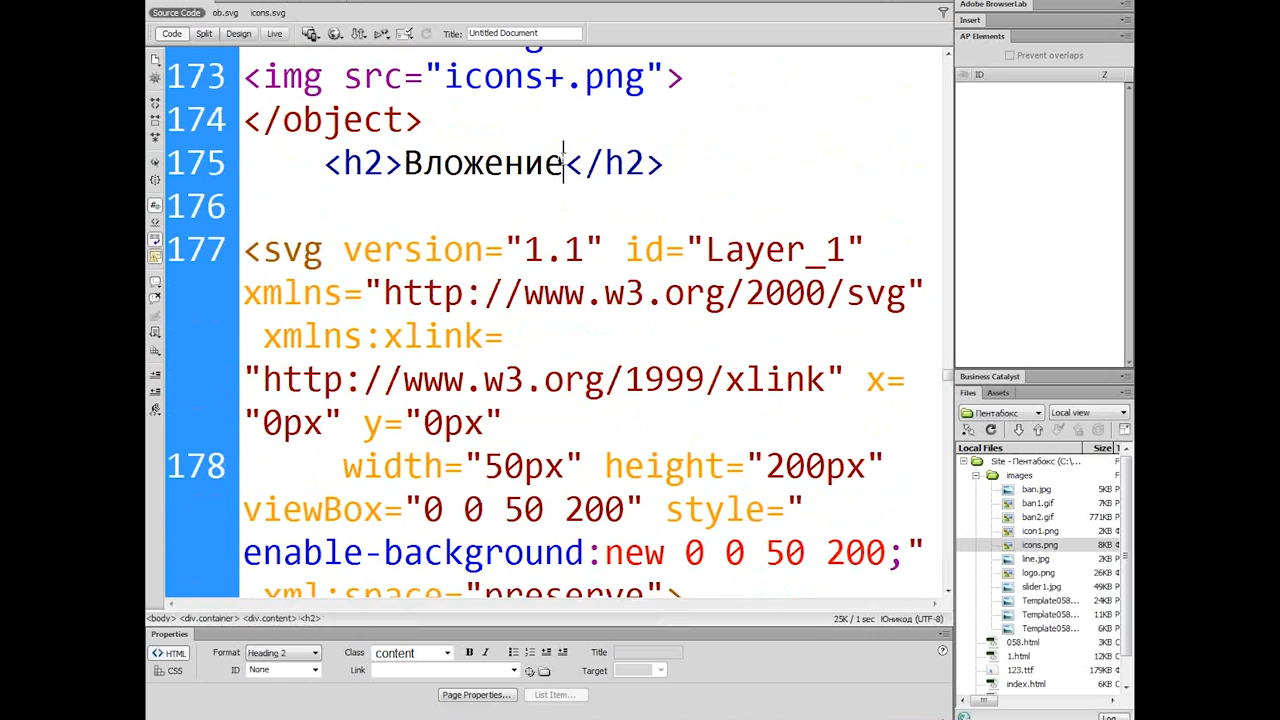 Source Code ob.svg icons.svg
Code Split Design Live Title: Untitled Document
173 <img src="icons+.png">
174 </object>
175 <h2>Вложение</h2>
176
177 <svg version="1.1" id="Layer_1"
xmlns="http://www.w3.org/2000/svg"
xmlns:xlink=
"http://www.w3.org/1999/xlink" x=
"0px" y="0px"
178 width="50px" height="200px"
viewBox="0 0 50 200" style="
enable-background:new 0 0 50 200;"
xml:space="preserve">
<body> <div.container> <div.content> <h2> 25K / 1 sec Юникод (UTF-8)
Properties
HTML Format Heading 2 Class content B I Title
CSS ID None Link Target
Page Properties... List Item...
Adobe BrowserLab
Insert
AP Elements
Prevent overlaps
ID Z
Business Catalyst
Files Assets
Пентабокс Local view
Local Files Size
Site - Пентабокс (C:\...
images
ban.jpg 5KB
ban1.gif 8KB
ban2.gif 771KB
icon1.png 2KB
icons.png 8KB
line.jpg 2KB
logo.png 26KB
slider1.jpg 49KB
Template058... 24KB
Template058... 11KB
Template058... 6KB
058.html 3KB
1.html 12KB
123.ttf 179KB
index.html 6KB